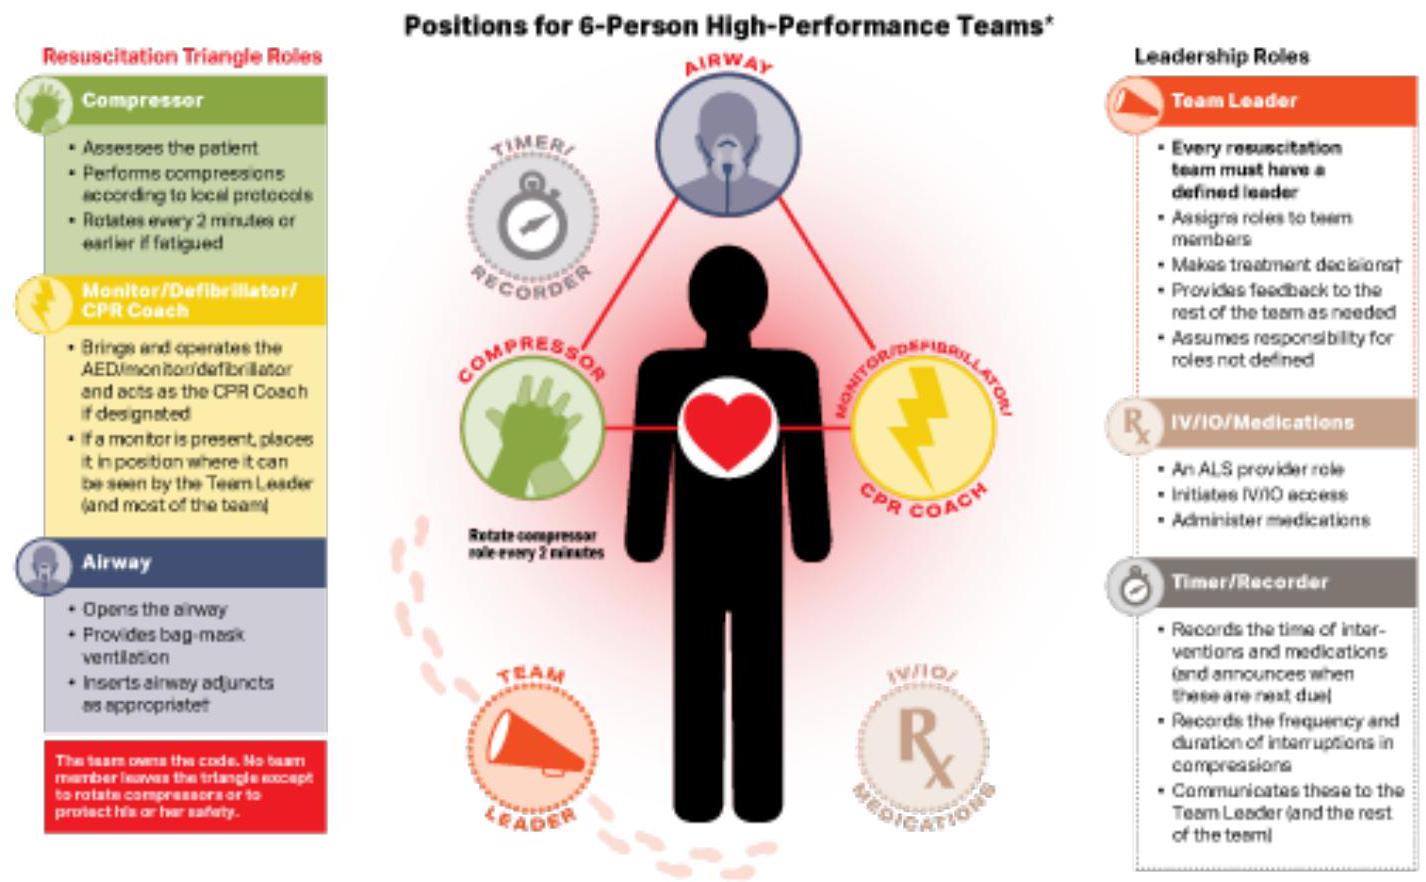 Positions for 6-Person High-Performance Teams*
Resuscitation Triangle Roles
Compressor
• Assesses the patient
• Performs compressions
according to local protocols
• Rotates every 2 minutes or
earlier if fatigued
Monitor/Defibrillator/
CPR Coach
• Brings and operates the
AED/monitor/defibrillator
and acts as the CPR Coach
if designated
• If a monitor is present, places
it in position where it can
be seen by the Team Leader
(and most of the team)
Airway
• Opens the airway
• Provides bag-mask
ventilation
• Inserts airway adjuncts
as appropriate†
The team owns the code. No team
member leaves the triangle except
to rotate compressors or to
protect his or her safety.
AIRWAY
TIMER/
RECORDER
COMPRESSOR
MONITOR/DEFIBRILLATOR/
CPR COACH
Rotate compressor
role every 2 minutes
TEAM
LEADER
IV/IO/
Rx
MEDICATIONS
Leadership Roles
Team Leader
• Every resuscitation
team must have a
defined leader
• Assigns roles to team
members
• Makes treatment decisions†
• Provides feedback to the
rest of the team as needed
• Assumes responsibility for
roles not defined
Rx
IV/IO/Medications
• An ALS provider role
• Initiates IV/IO access
• Administer medications
Timer/Recorder
• Records the time of inter-
ventions and medications
(and announces when
these are next due)
• Records the frequency and
duration of interruptions in
compressions
• Communicates these to the
Team Leader (and the rest
of the team)